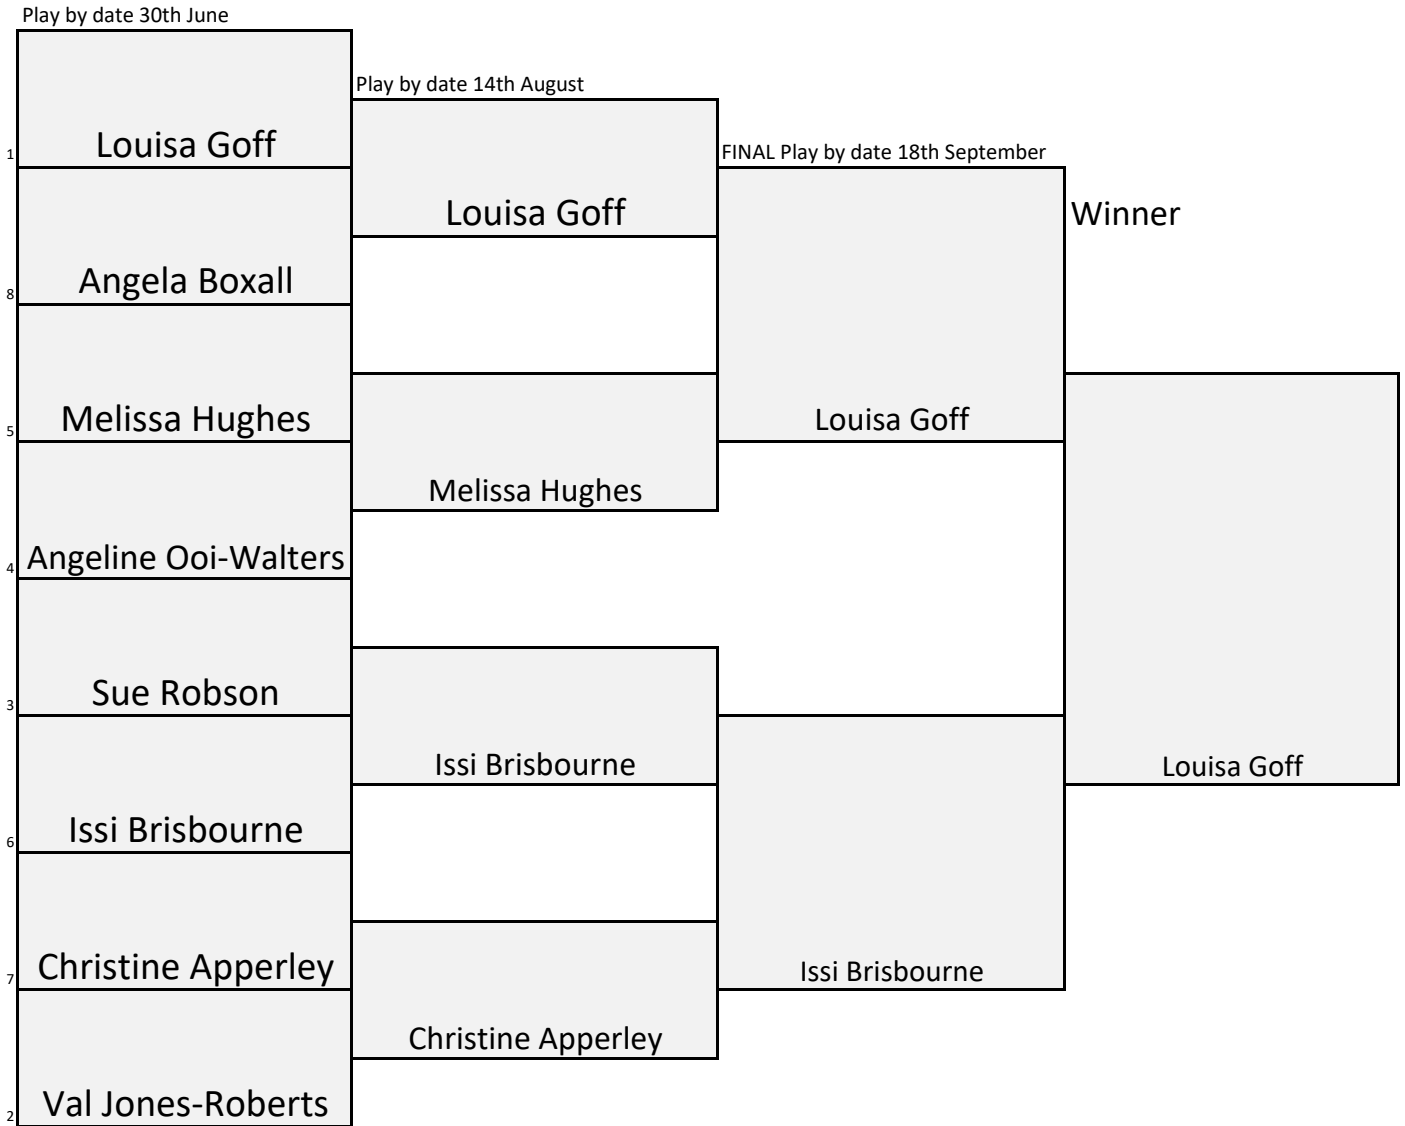 Play by date 30th June
Play by date 14th August
FINAL Play by date 18th September
Winner
1 Louisa Goff
8 Angela Boxall
5 Melissa Hughes
4 Angeline Ooi-Walters
3 Sue Robson
6 Issi Brisbourne
7 Christine Apperley
2 Val Jones-Roberts
Louisa Goff
Melissa Hughes
Issi Brisbourne
Christine Apperley
Louisa Goff
Issi Brisbourne
Louisa Goff